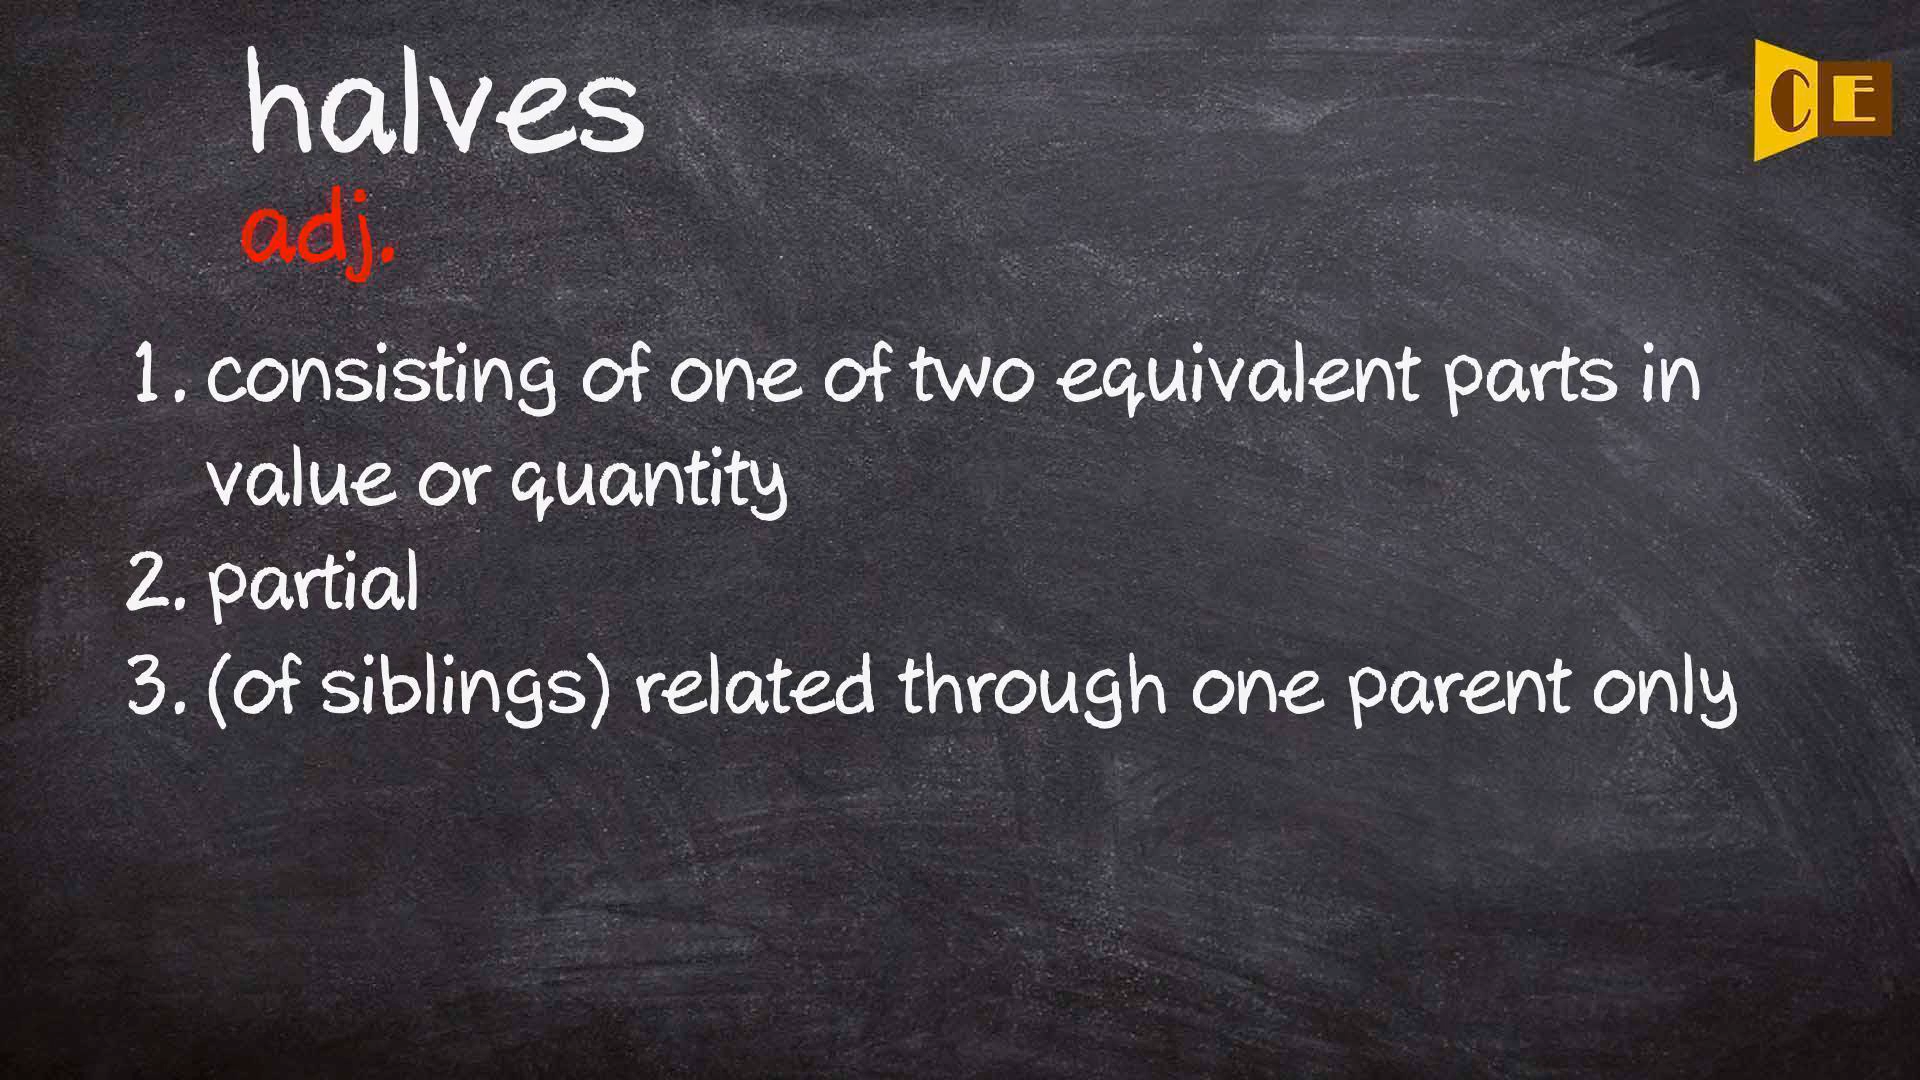 halves
CE
adj.
1. consisting of one of two equivalent parts in
value or quantity
2. partial
3. (of siblings) related through one parent only